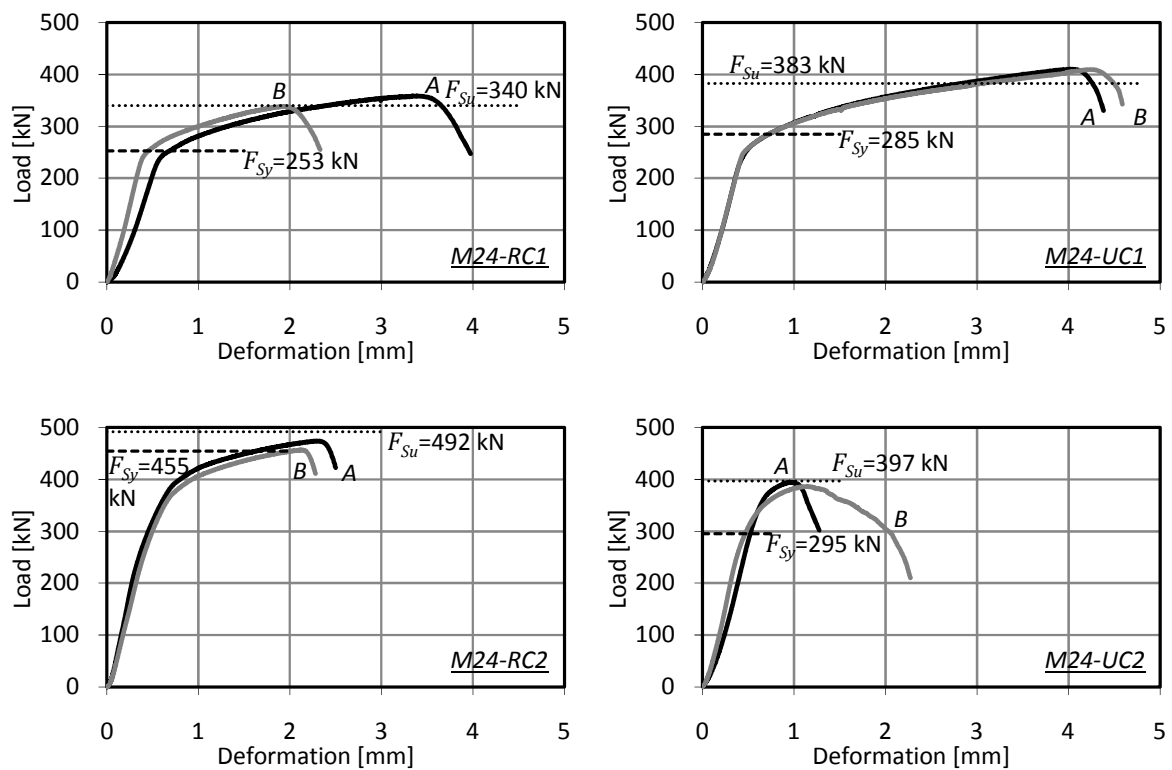 500
400
300
200
100
0
Load [kN]
B
A
F_Su=340 kN
F_Sy=253 kN
M24-RC1
0 1 2 3 4 5
Deformation [mm]
500
400
300
200
100
0
Load [kN]
F_Su=383 kN
F_Sy=285 kN
A
B
M24-UC1
0 1 2 3 4 5
Deformation [mm]
500
400
300
200
100
0
Load [kN]
F_Su=492 kN
F_Sy=455
kN
B
A
M24-RC2
0 1 2 3 4 5
Deformation [mm]
500
400
300
200
100
0
Load [kN]
A
F_Su=397 kN
B
F_Sy=295 kN
M24-UC2
0 1 2 3 4 5
Deformation [mm]